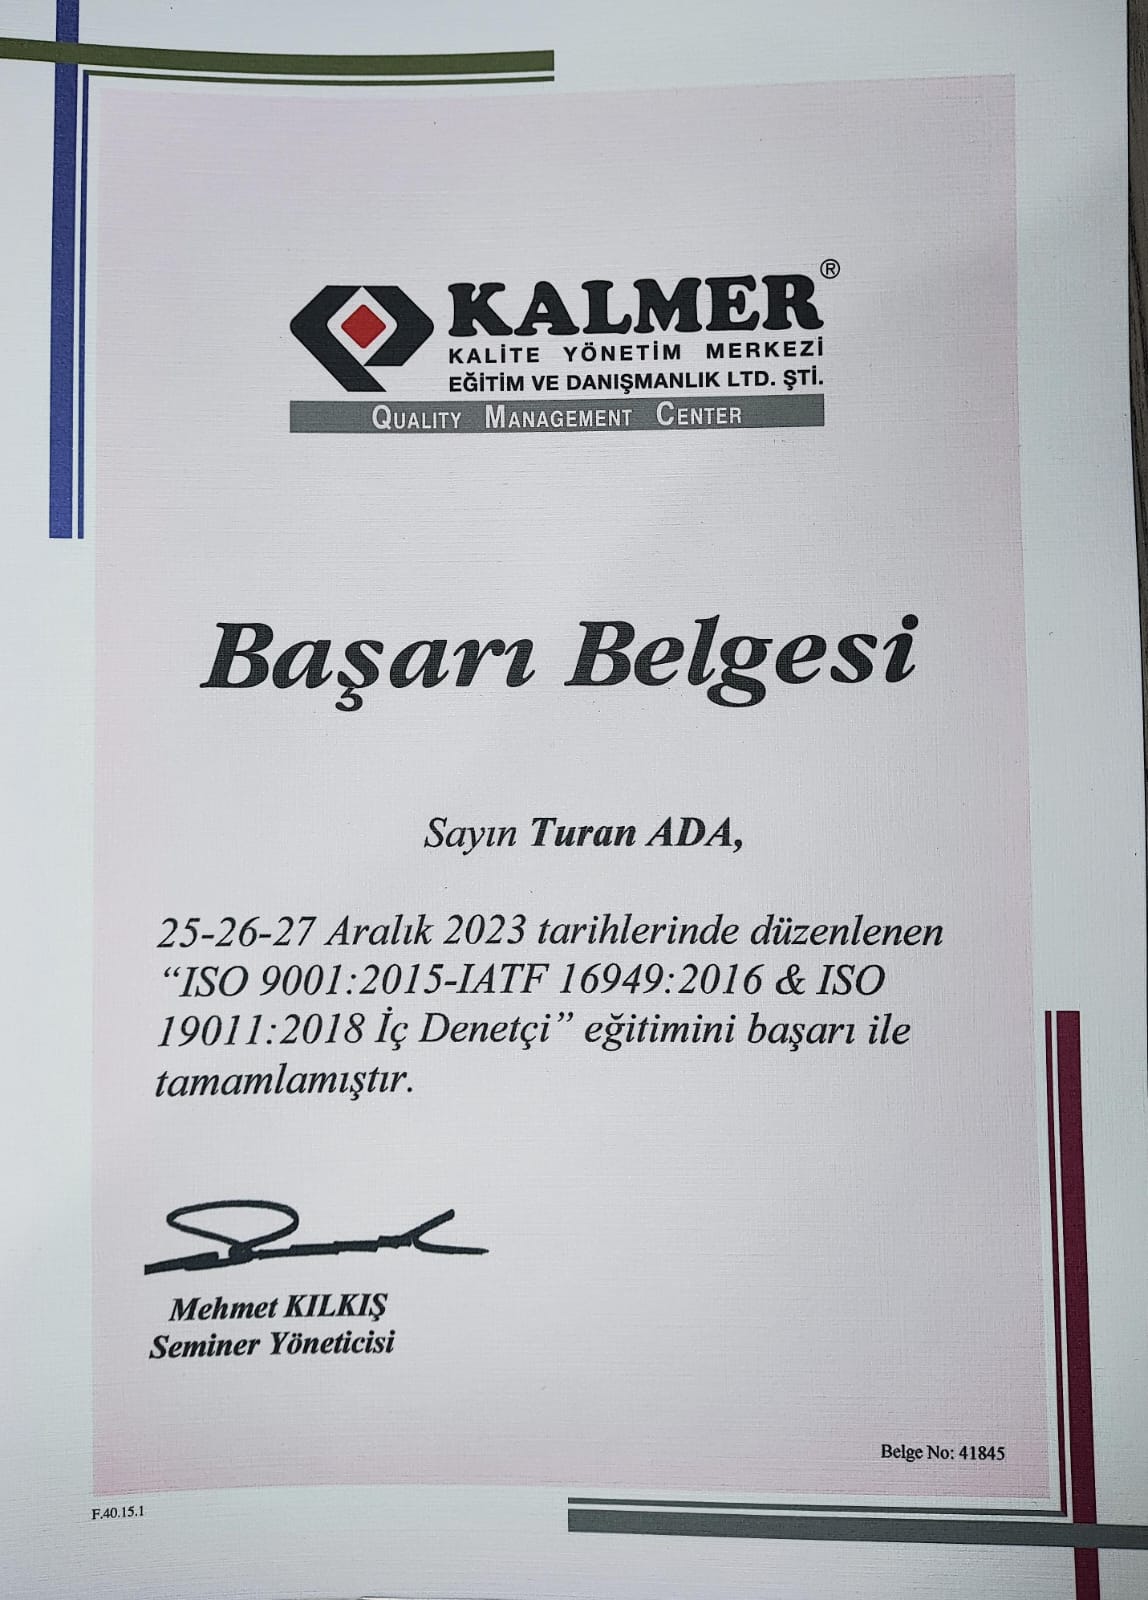 KALMER®
KALİTE YÖNETİM MERKEZİ
EĞİTİM VE DANIŞMANLIK LTD. ŞTİ.
QUALITY MANAGEMENT CENTER
Başarı Belgesi
Sayın Turan ADA,
25-26-27 Aralık 2023 tarihlerinde düzenlenen
“ISO 9001:2015-IATF 16949:2016 & ISO
19011:2018 İç Denetçi” eğitimini başarı ile
tamamlamıştır.
Mehmet KILKIŞ
Seminer Yöneticisi
Belge No: 41845
F.40.15.1